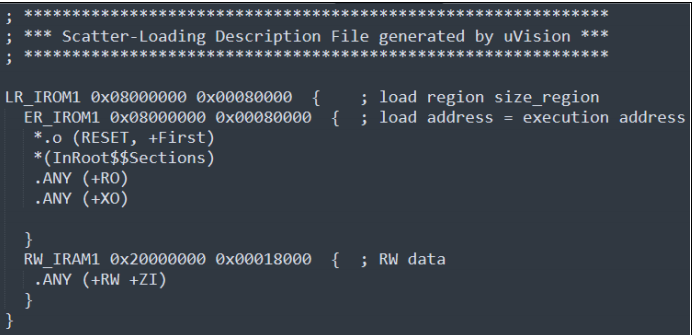 ; *************************************************************
; *** Scatter-Loading Description File generated by uVision ***
; *************************************************************
LR_IROM1 0x08000000 0x00080000  {    ; load region size_region
  ER_IROM1 0x08000000 0x00080000  {  ; load address = execution address
   *.o (RESET, +First)
   *(InRoot$$Sections)
   .ANY (+RO)
   .ANY (+XO)
  }
  RW_IRAM1 0x20000000 0x00018000  {  ; RW data
   .ANY (+RW +ZI)
  }
}